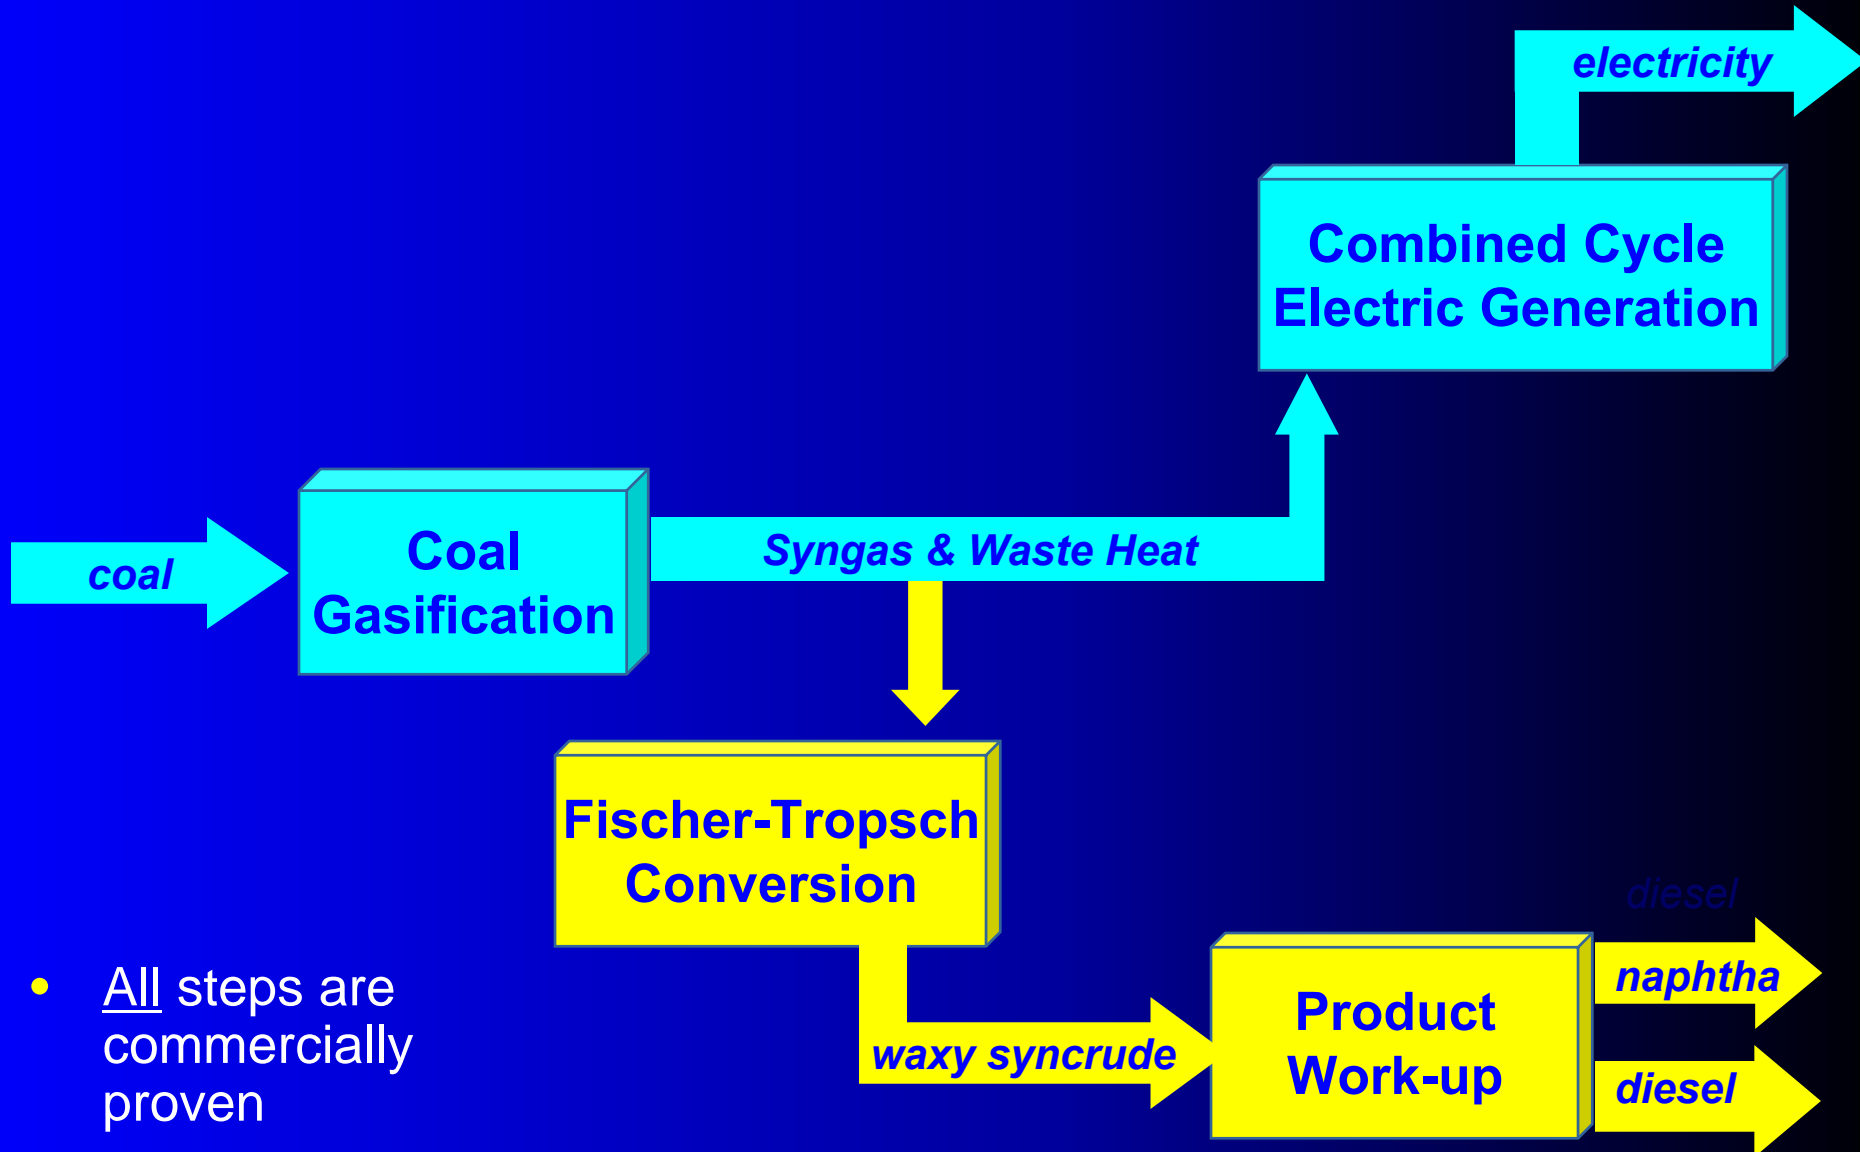 electricity
Combined Cycle
Electric Generation
coal
Coal
Gasification
Syngas & Waste Heat
Fischer-Tropsch
Conversion
diesel
naphtha
waxy syncrude
Product
Work-up
diesel
• All steps are
commercially
proven